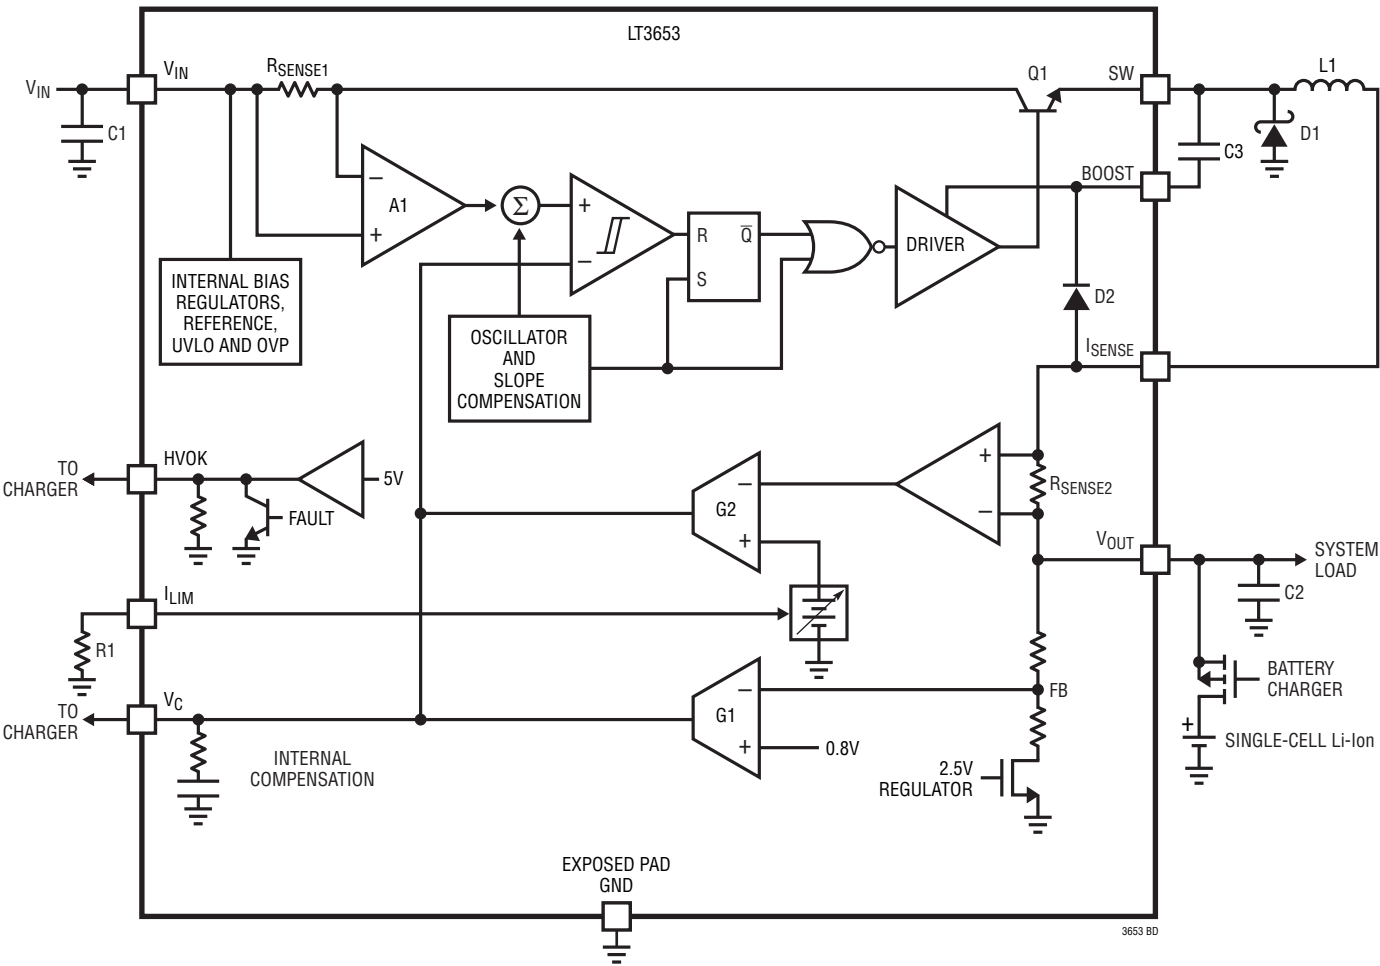 LT3653
VIN
VIN
RSENSE1
Q1
SW
L1
C1
D1
C3
BOOST
−
A1
+
Σ
+
−
R
Q̅
S
DRIVER
INTERNAL BIAS
REGULATORS,
REFERENCE,
UVLO AND OVP
OSCILLATOR
AND
SLOPE
COMPENSATION
D2
ISENSE
TO
CHARGER
HVOK
5V
FAULT
G2
−
+
+
−
RSENSE2
VOUT
SYSTEM
LOAD
C2
ILIM
R1
BATTERY
CHARGER
+
SINGLE-CELL Li-Ion
TO
CHARGER
VC
G1
−
+
0.8V
FB
INTERNAL
COMPENSATION
2.5V
REGULATOR
EXPOSED PAD
GND
3653 BD